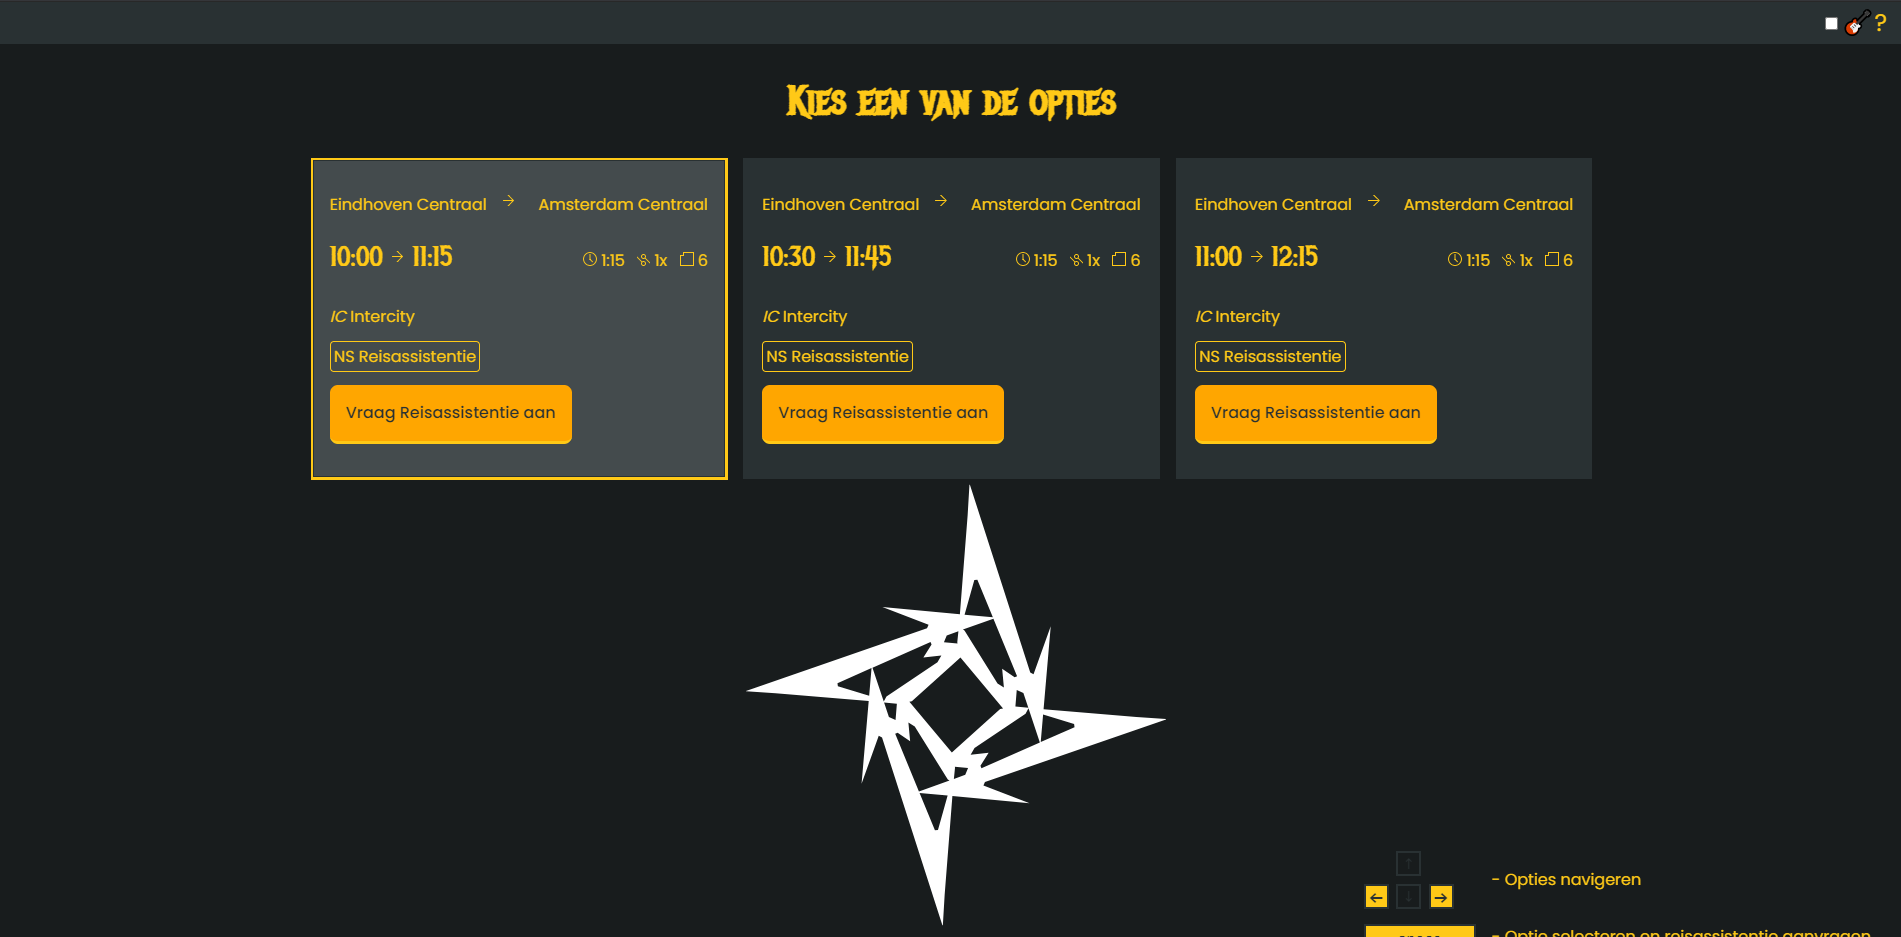 ?
Kies een van de opties
Eindhoven Centraal → Amsterdam Centraal
10:00 → 11:15 1:15 1x 6
IC Intercity
NS Reisassistentie
Vraag Reisassistentie aan
Eindhoven Centraal → Amsterdam Centraal
10:30 → 11:45 1:15 1x 6
IC Intercity
NS Reisassistentie
Vraag Reisassistentie aan
Eindhoven Centraal → Amsterdam Centraal
11:00 → 12:15 1:15 1x 6
IC Intercity
NS Reisassistentie
Vraag Reisassistentie aan
↑
← ↓ →
- Opties navigeren
- Optie selecteren en reisassistentie aanvragen